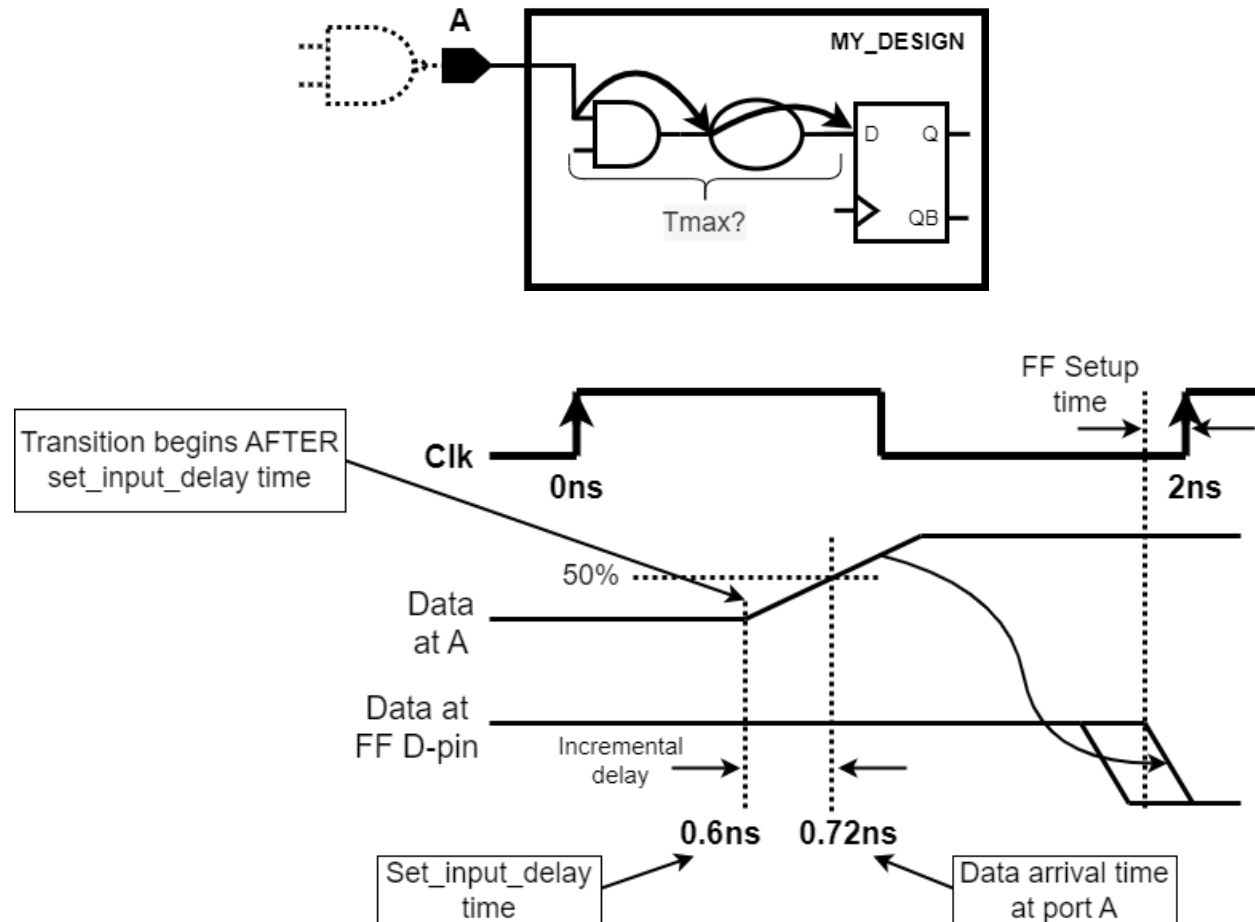 A
MY_DESIGN
D
Q
QB
Tmax?
FF Setup
time
Transition begins AFTER
set_input_delay time
Clk
0ns
2ns
50%
Data
at A
Data at
FF D-pin
Incremental
delay
0.6ns
0.72ns
Set_input_delay
time
Data arrival time
at port A